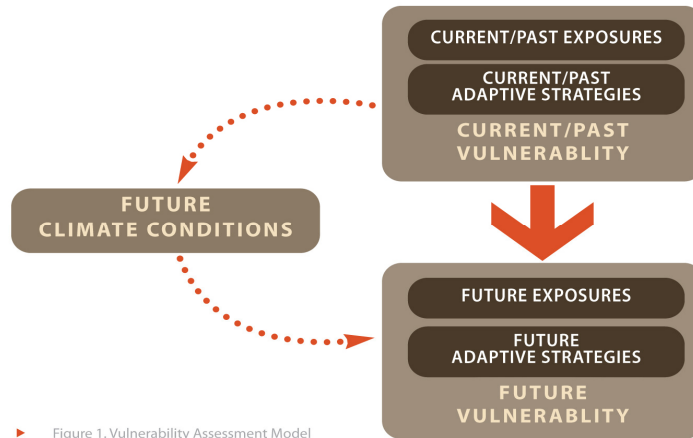 CURRENT/PAST EXPOSURES
CURRENT/PAST
ADAPTIVE STRATEGIES
CURRENT/PAST
VULNERABLITY
FUTURE
CLIMATE CONDITIONS
FUTURE EXPOSURES
FUTURE
ADAPTIVE STRATEGIES
FUTURE
VULNERABLITY
Figure 1. Vulnerability Assessment Model